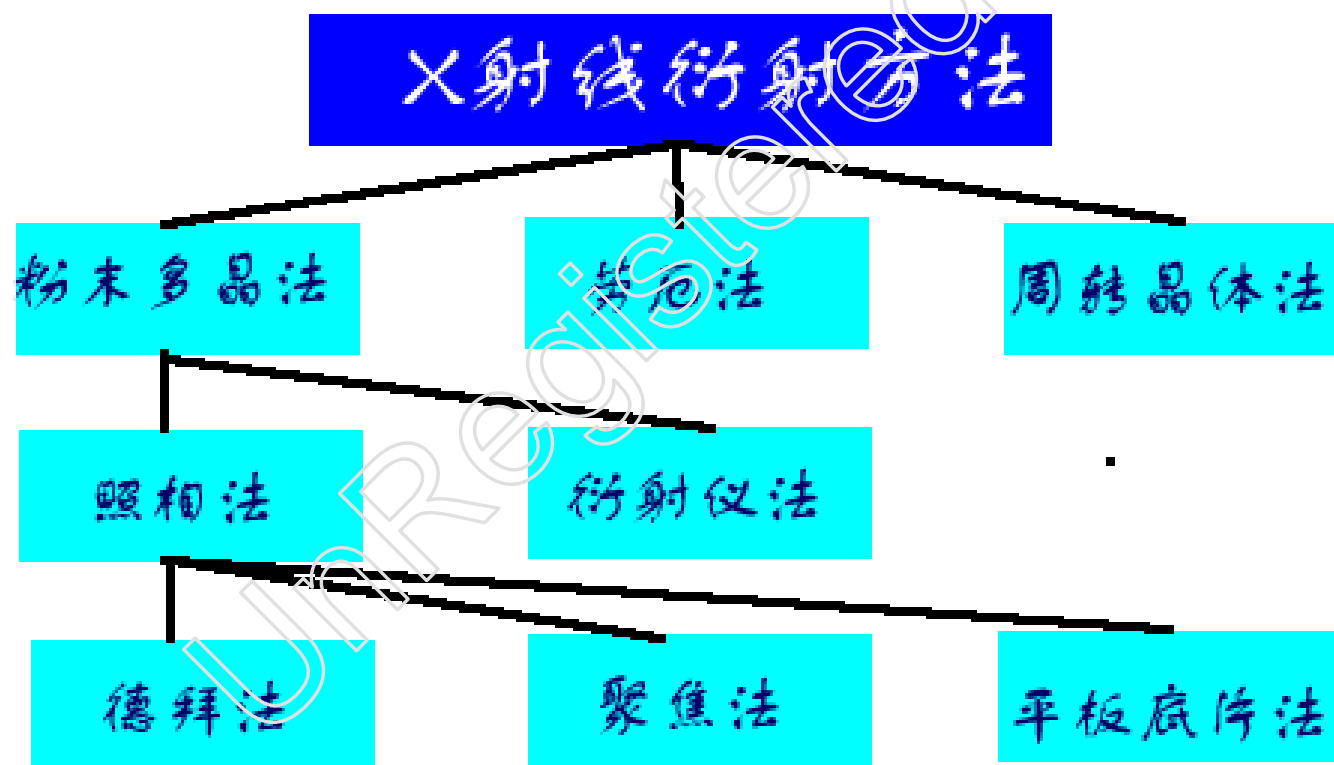 X射线衍射方法
粉末多晶法
劳厄法
周转晶体法
照相法
衍射仪法
德拜法
聚焦法
平板底片法
UnRegistered